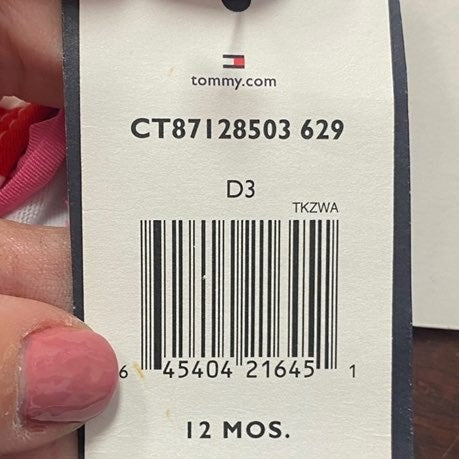 tommy.com
CT87128503 629
D3
TKZWA
6 45404 21645 1
12 MOS.